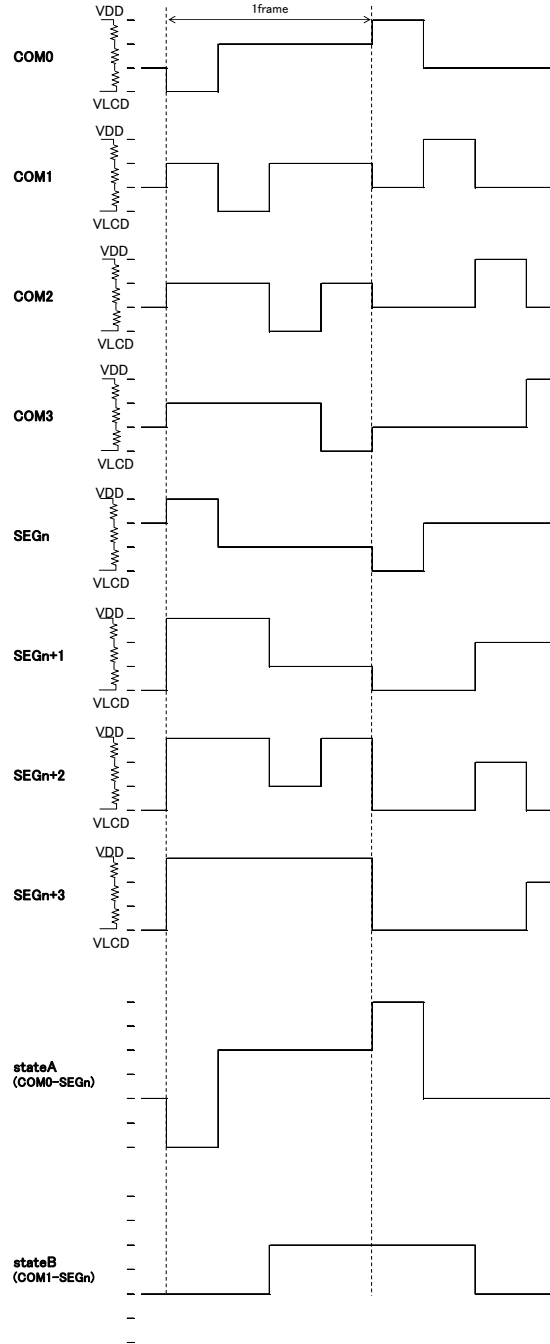 1frame
VDD
COM0
VLCD
VDD
COM1
VLCD
VDD
COM2
VLCD
VDD
COM3
VLCD
VDD
SEGn
VLCD
VDD
SEGn+1
VLCD
VDD
SEGn+2
VLCD
VDD
SEGn+3
VLCD
stateA
(COM0-SEGn)
stateB
(COM1-SEGn)